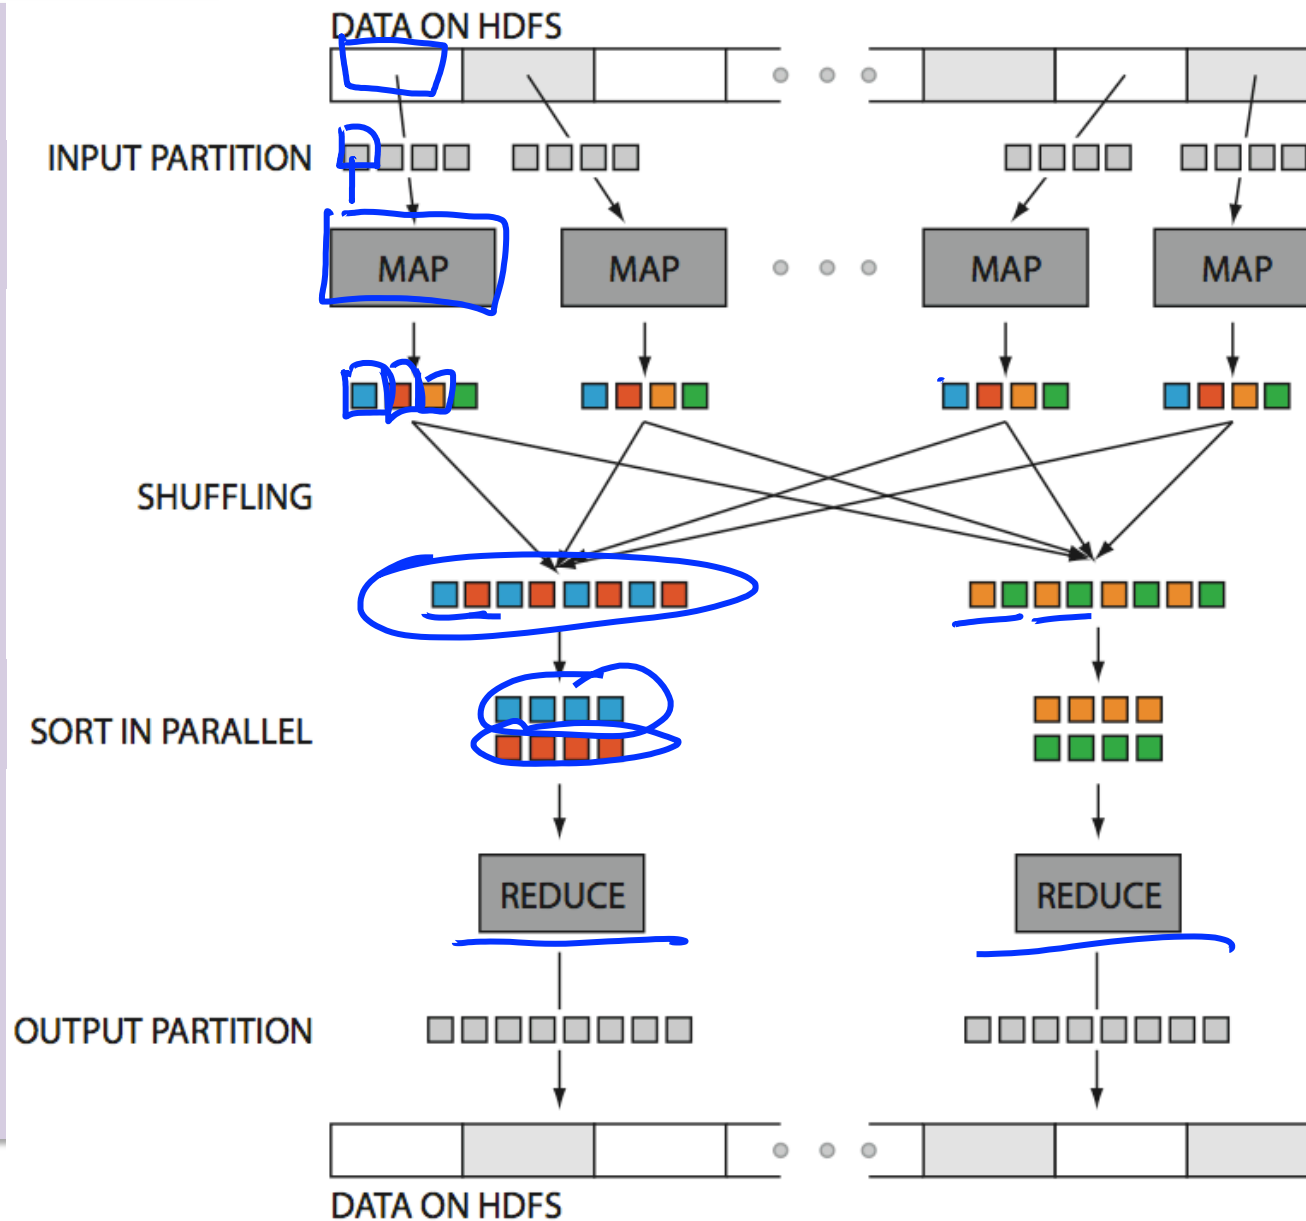 DATA ON HDFS
INPUT PARTITION
MAP MAP MAP MAP
SHUFFLING
SORT IN PARALLEL
REDUCE REDUCE
OUTPUT PARTITION
DATA ON HDFS